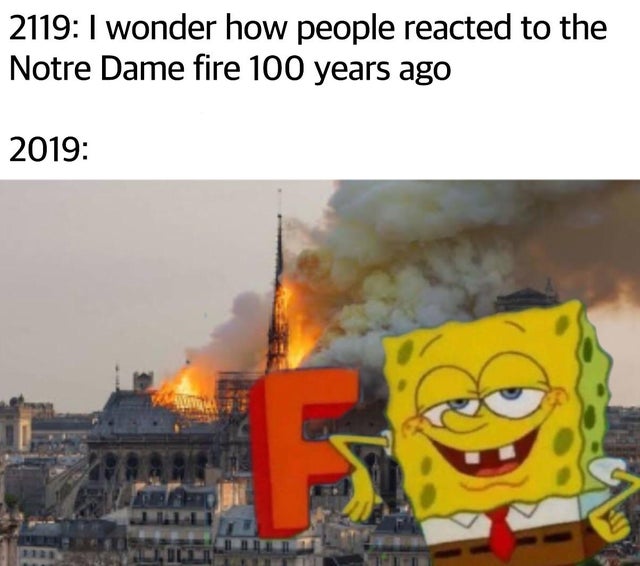 2119: I wonder how people reacted to the
Notre Dame fire 100 years ago
2019:
F